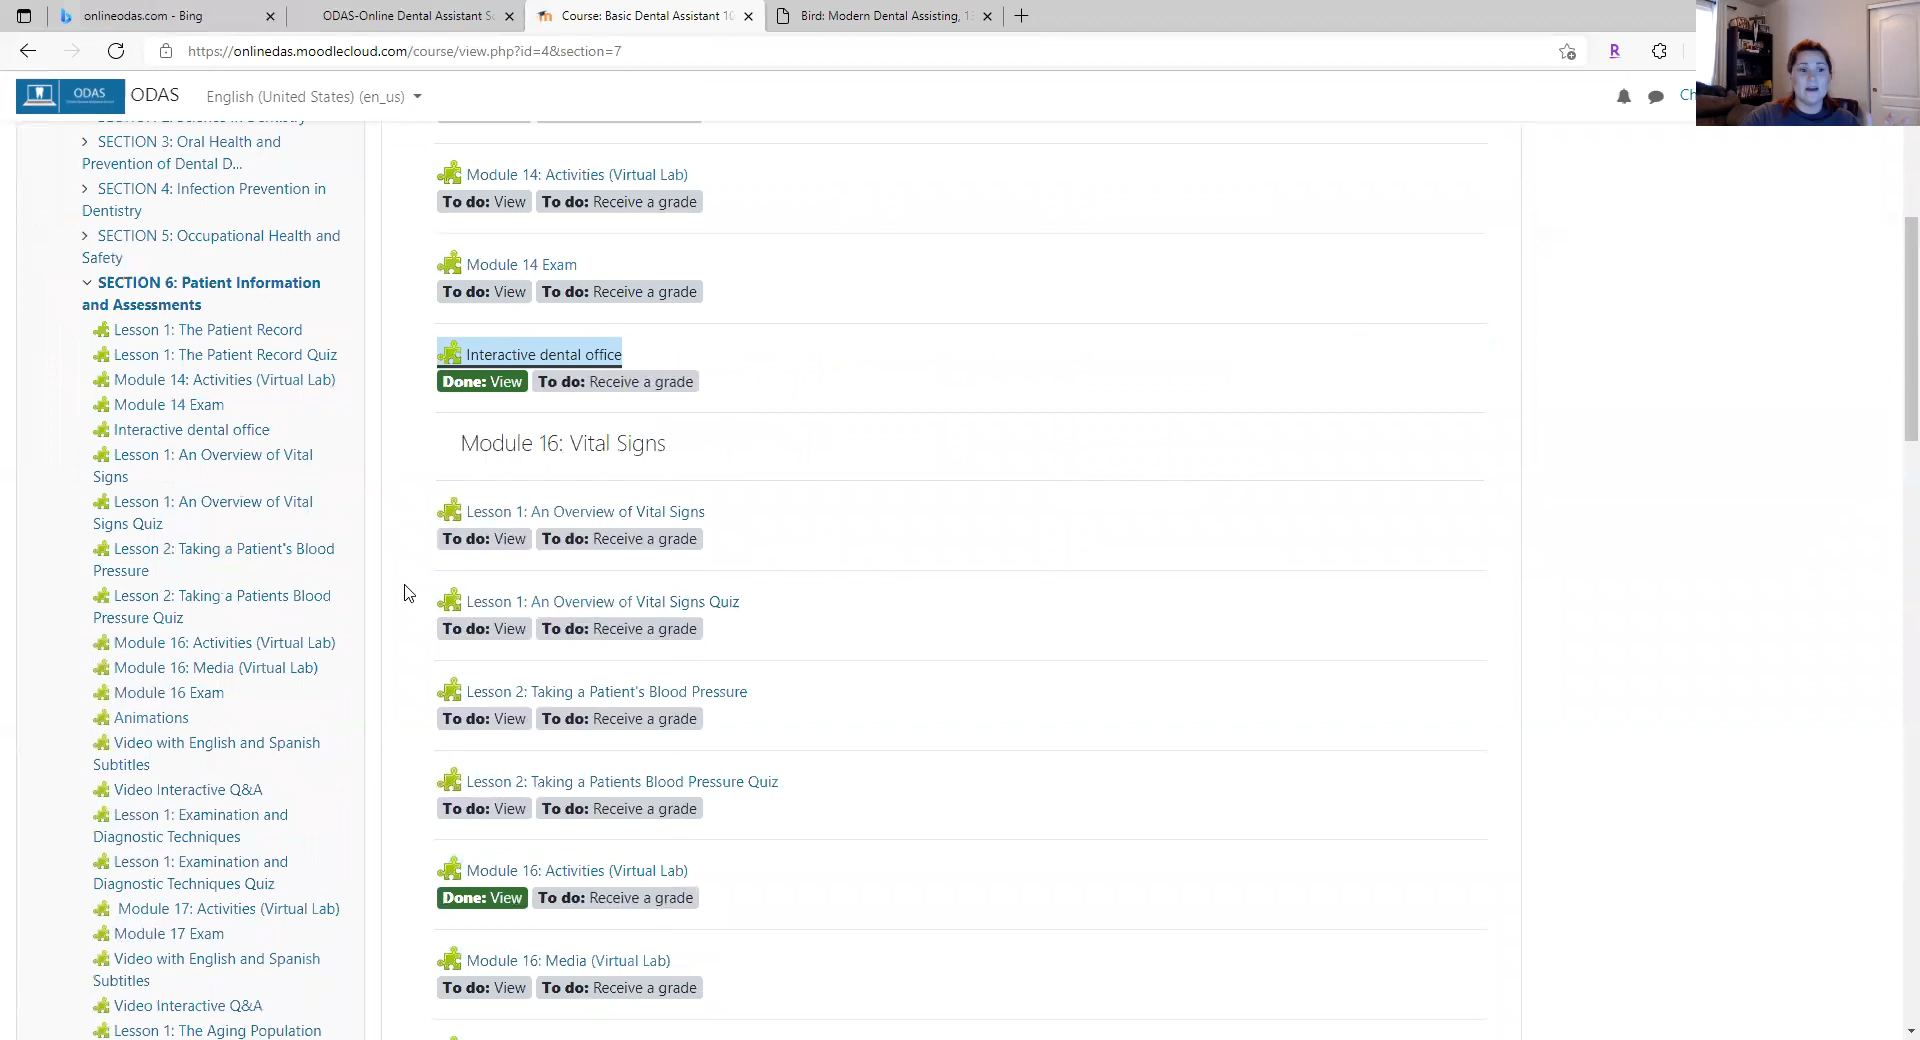 onlineodas.com - Bing
ODAS-Online Dental Assistant Sc
Course: Basic Dental Assistant 10
Bird: Modern Dental Assisting, 13
https://onlinedas.moodlecloud.com/course/view.php?id=4&section=7
ODAS
ODAS
English (United States) (en_us)
Ch
SECTION 3: Oral Health and
Prevention of Dental D...
SECTION 4: Infection Prevention in
Dentistry
SECTION 5: Occupational Health and
Safety
SECTION 6: Patient Information
and Assessments
Lesson 1: The Patient Record
Lesson 1: The Patient Record Quiz
Module 14: Activities (Virtual Lab)
Module 14 Exam
Interactive dental office
Lesson 1: An Overview of Vital
Signs
Lesson 1: An Overview of Vital
Signs Quiz
Lesson 2: Taking a Patient"s Blood
Pressure
Lesson 2: Taking a Patients Blood
Pressure Quiz
Module 16: Activities (Virtual Lab)
Module 16: Media (Virtual Lab)
Module 16 Exam
Animations
Video with English and Spanish
Subtitles
Video Interactive Q&A
Lesson 1: Examination and
Diagnostic Techniques
Lesson 1: Examination and
Diagnostic Techniques Quiz
Module 17: Activities (Virtual Lab)
Module 17 Exam
Video with English and Spanish
Subtitles
Video Interactive Q&A
Lesson 1: The Aging Population
Module 14: Activities (Virtual Lab)
To do: View To do: Receive a grade
Module 14 Exam
To do: View To do: Receive a grade
Interactive dental office
Done: View To do: Receive a grade
Module 16: Vital Signs
Lesson 1: An Overview of Vital Signs
To do: View To do: Receive a grade
Lesson 1: An Overview of Vital Signs Quiz
To do: View To do: Receive a grade
Lesson 2: Taking a Patient's Blood Pressure
To do: View To do: Receive a grade
Lesson 2: Taking a Patients Blood Pressure Quiz
To do: View To do: Receive a grade
Module 16: Activities (Virtual Lab)
Done: View To do: Receive a grade
Module 16: Media (Virtual Lab)
To do: View To do: Receive a grade